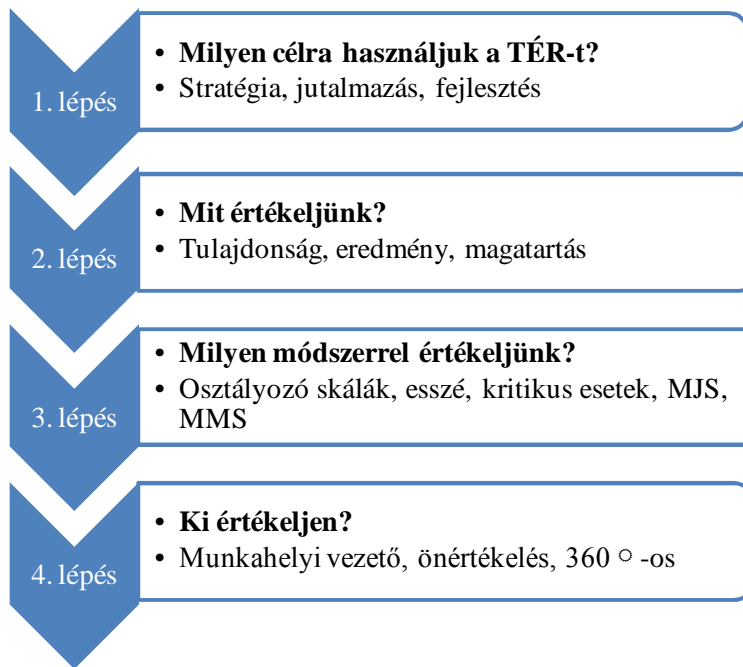 1. lépés
• Milyen célra használjuk a TÉR-t?
• Stratégia, jutalmazás, fejlesztés
2. lépés
• Mit értékeljünk?
• Tulajdonság, eredmény, magatartás
3. lépés
• Milyen módszerrel értékeljünk?
• Osztályozó skálák, esszé, kritikus esetek, MJS,
MMS
4. lépés
• Ki értékeljen?
• Munkahelyi vezető, önértékelés, 360 ° -os